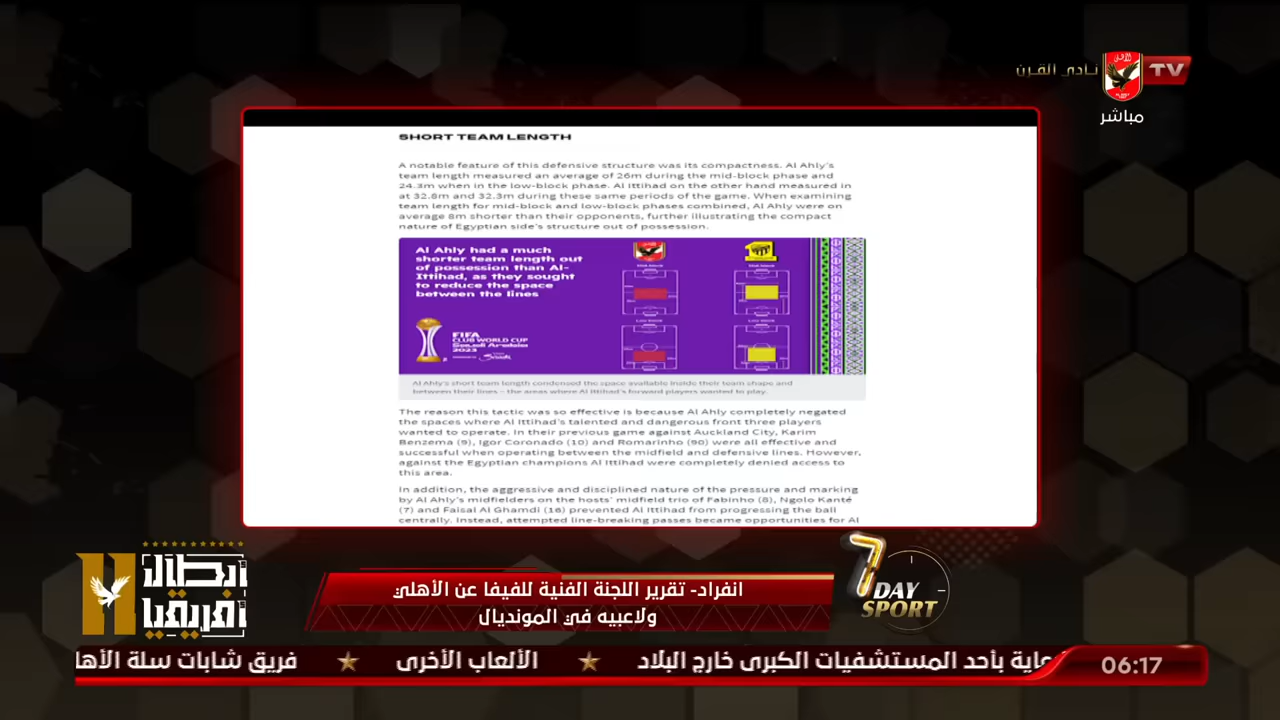 نادي القرن
TV
مباشر
SHORT TEAM LENGTH
A notable feature of this defensive structure was its compactness. Al Ahly's
team length measured an average of 26m during the mid-block phase and
24.3m when in the low-block phase. Al Ittihad on the other hand measured in
at 32.8m and 32.3m during these same periods of the game. When examining
team length for mid-block and low-block phases combined, Al Ahly were on
average 8m shorter than their opponents, further illustrating the compact
nature of Egyptian side's structure out of possession.
Al Ahly had a much
shorter team length out
of possession than Al-
Ittihad, as they sought
to reduce the space
between the lines
FIFA
CLUB WORLD CUP
Saudi Arabia
2023
Al Ahly's short team length condensed the space available inside their team shape and
between their lines – the areas where Al Ittihad's forward players wanted to play.
The reason this tactic was so effective is because Al Ahly completely negated
the spaces where Al Ittihad's talented and dangerous front three players
wanted to operate. In their previous game against Auckland City, Karim
Benzema (9), Igor Coronado (10) and Romarinho (90) were all effective and
successful when operating between the midfield and defensive lines. However,
against the Egyptian champions Al Ittihad were completely denied access to
this area.
In addition, the aggressive and disciplined nature of the pressure and marking
by Al Ahly's midfielders on the hosts' midfield trio of Fabinho (8), Ngolo Kanté
(7) and Faisal Al Ghamdi (16) prevented Al Ittihad from progressing the ball
centrally. Instead, attempted line-breaking passes became opportunities for Al
11
أبطال
أفريقيا
انفراد- تقرير اللجنة الفنية للفيفا عن الأهلي
ولاعبيه في المونديال
7
DAY
SPORT
عاية بأحد المستشفيات الكبرى خارج البلاد ★ الألعاب الأخرى ★ فريق شابات سلة الأها
06:17